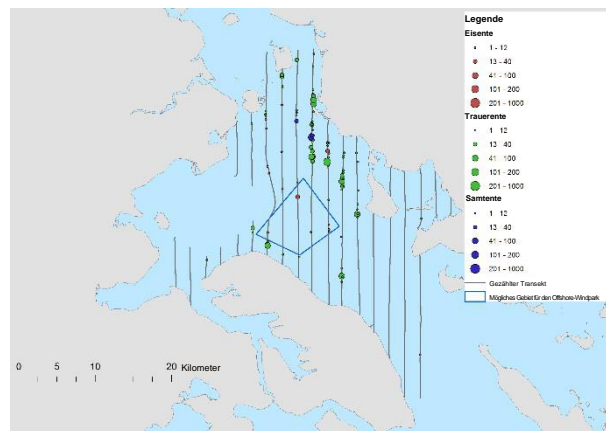 Legende
Eisente
1 - 12
13 - 40
41 - 100
101 - 200
201 - 1000
Trauerente
1 - 12
13 - 40
41 - 100
101 - 200
201 - 1000
Samtente
1 - 12
13 - 40
41 - 100
101 - 200
201 - 1000
Gezählter Transekt
Mögliches Gebiet für den Offshore-Windpark
0 5 10 20 Kilometer